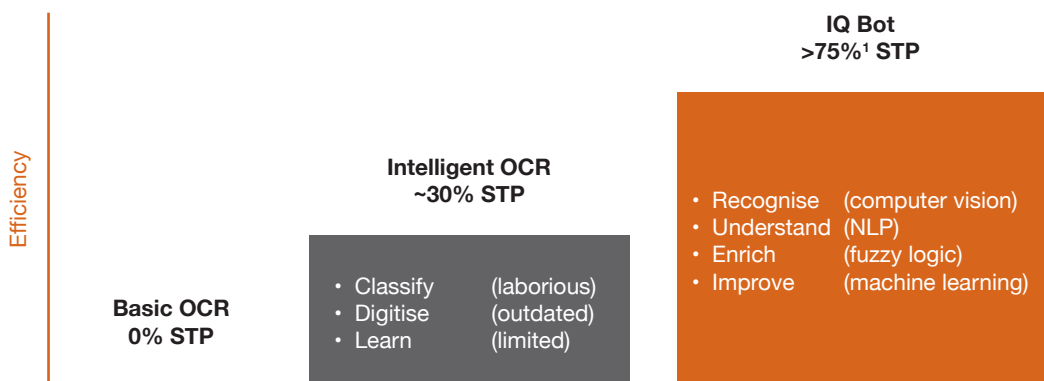 Efficiency
Basic OCR
0% STP
Intelligent OCR
~30% STP
• Classify (laborious)
• Digitise (outdated)
• Learn (limited)
IQ Bot
>75%¹ STP
• Recognise (computer vision)
• Understand (NLP)
• Enrich (fuzzy logic)
• Improve (machine learning)